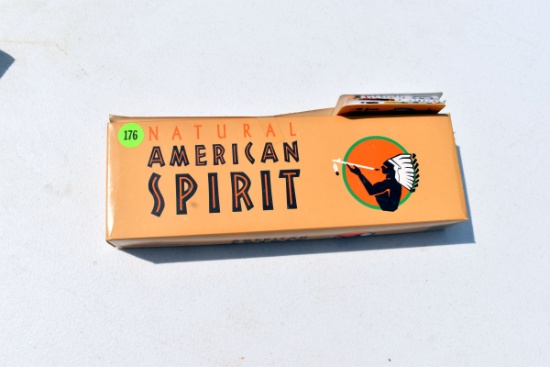 176
NATURAL
AMERICAN
SPIRIT